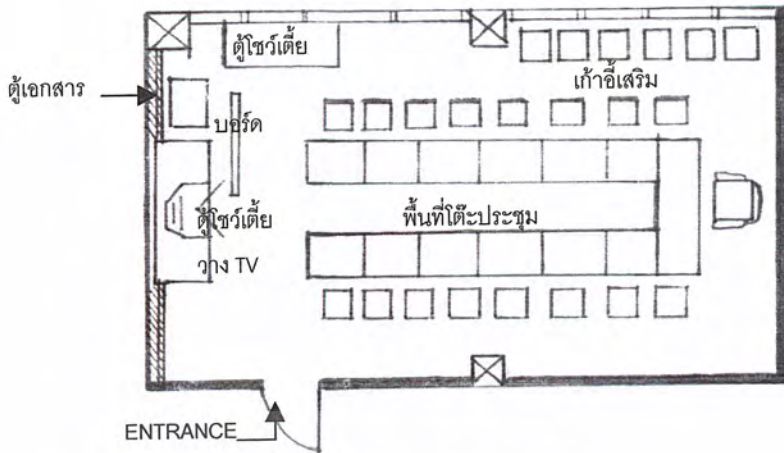 ตู้โชว์เตี้ย
เก้าอี้เสริม
ตู้เอกสาร
บอร์ด
ตู้โชว์เตี้ย
วาง TV
พื้นที่โต๊ะประชุม
ENTRANCE